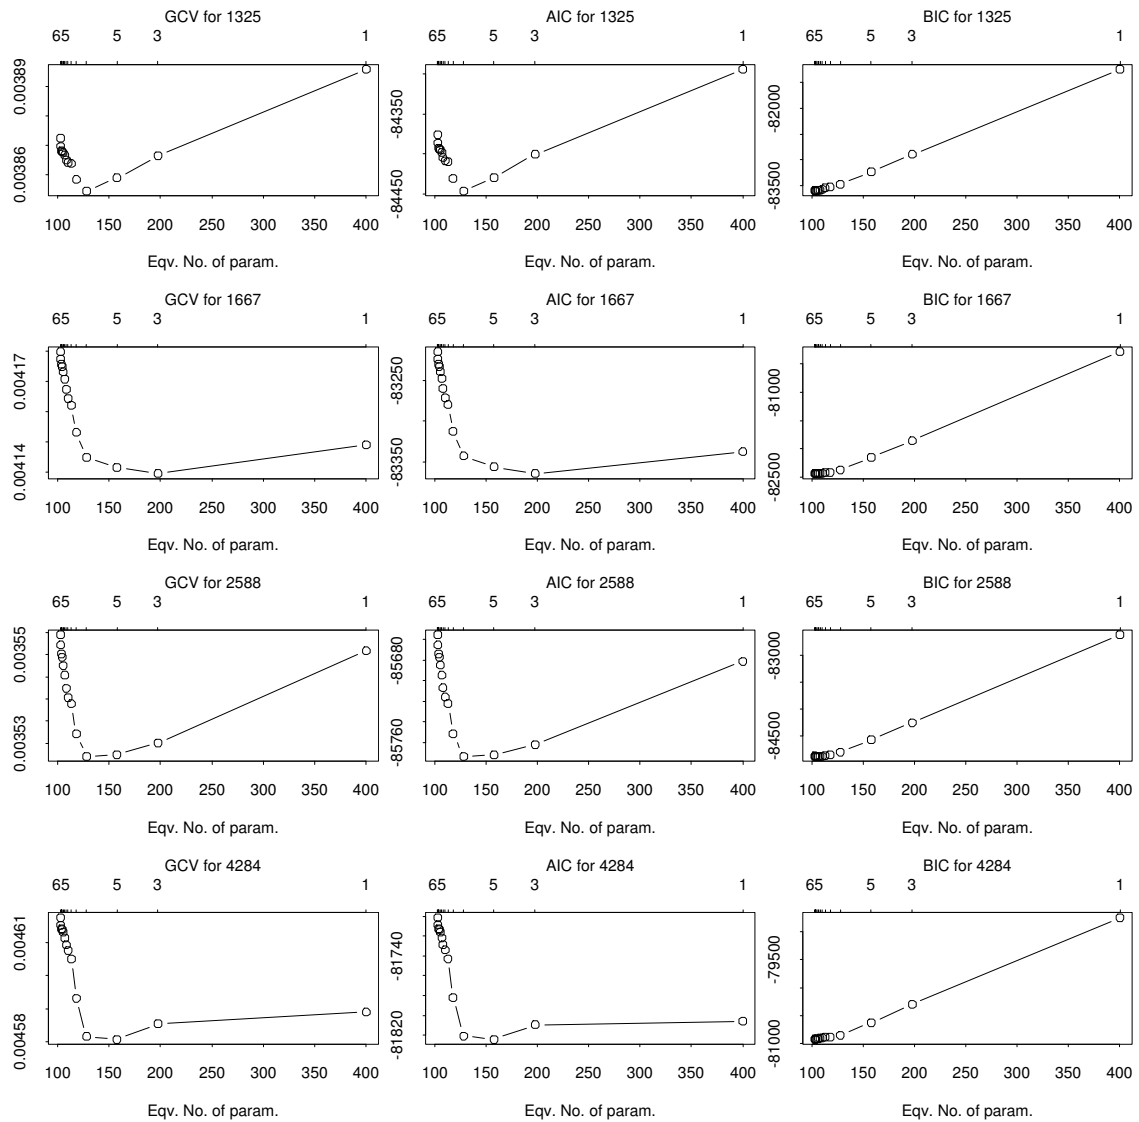 GCV for 1325 AIC for 1325 BIC for 1325
65 5 3 1 65 5 3 1 65 5 3 1
0.00386 0.00389 -84450 -84350 -83500 -82000
100 150 200 250 300 350 400 100 150 200 250 300 350 400 100 150 200 250 300 350 400
Eqv. No. of param. Eqv. No. of param. Eqv. No. of param.
GCV for 1667 AIC for 1667 BIC for 1667
65 5 3 1 65 5 3 1 65 5 3 1
0.00414 0.00417 -83350 -83250 -82500 -81000
100 150 200 250 300 350 400 100 150 200 250 300 350 400 100 150 200 250 300 350 400
Eqv. No. of param. Eqv. No. of param. Eqv. No. of param.
GCV for 2588 AIC for 2588 BIC for 2588
65 5 3 1 65 5 3 1 65 5 3 1
0.00353 0.00355 -85760 -85680 -84500 -83000
100 150 200 250 300 350 400 100 150 200 250 300 350 400 100 150 200 250 300 350 400
Eqv. No. of param. Eqv. No. of param. Eqv. No. of param.
GCV for 4284 AIC for 4284 BIC for 4284
65 5 3 1 65 5 3 1 65 5 3 1
0.00458 0.00461 -81820 -81740 -81000 -79500
100 150 200 250 300 350 400 100 150 200 250 300 350 400 100 150 200 250 300 350 400
Eqv. No. of param. Eqv. No. of param. Eqv. No. of param.